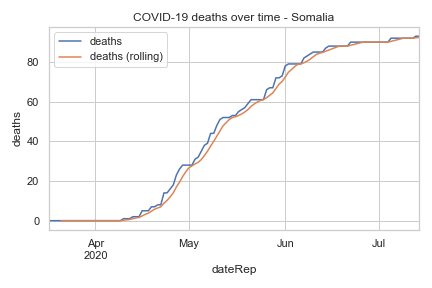 COVID-19 deaths over time - Somalia
deaths
deaths (rolling)
deaths
80
60
40
20
0
Apr
2020
May
Jun
Jul
dateRep